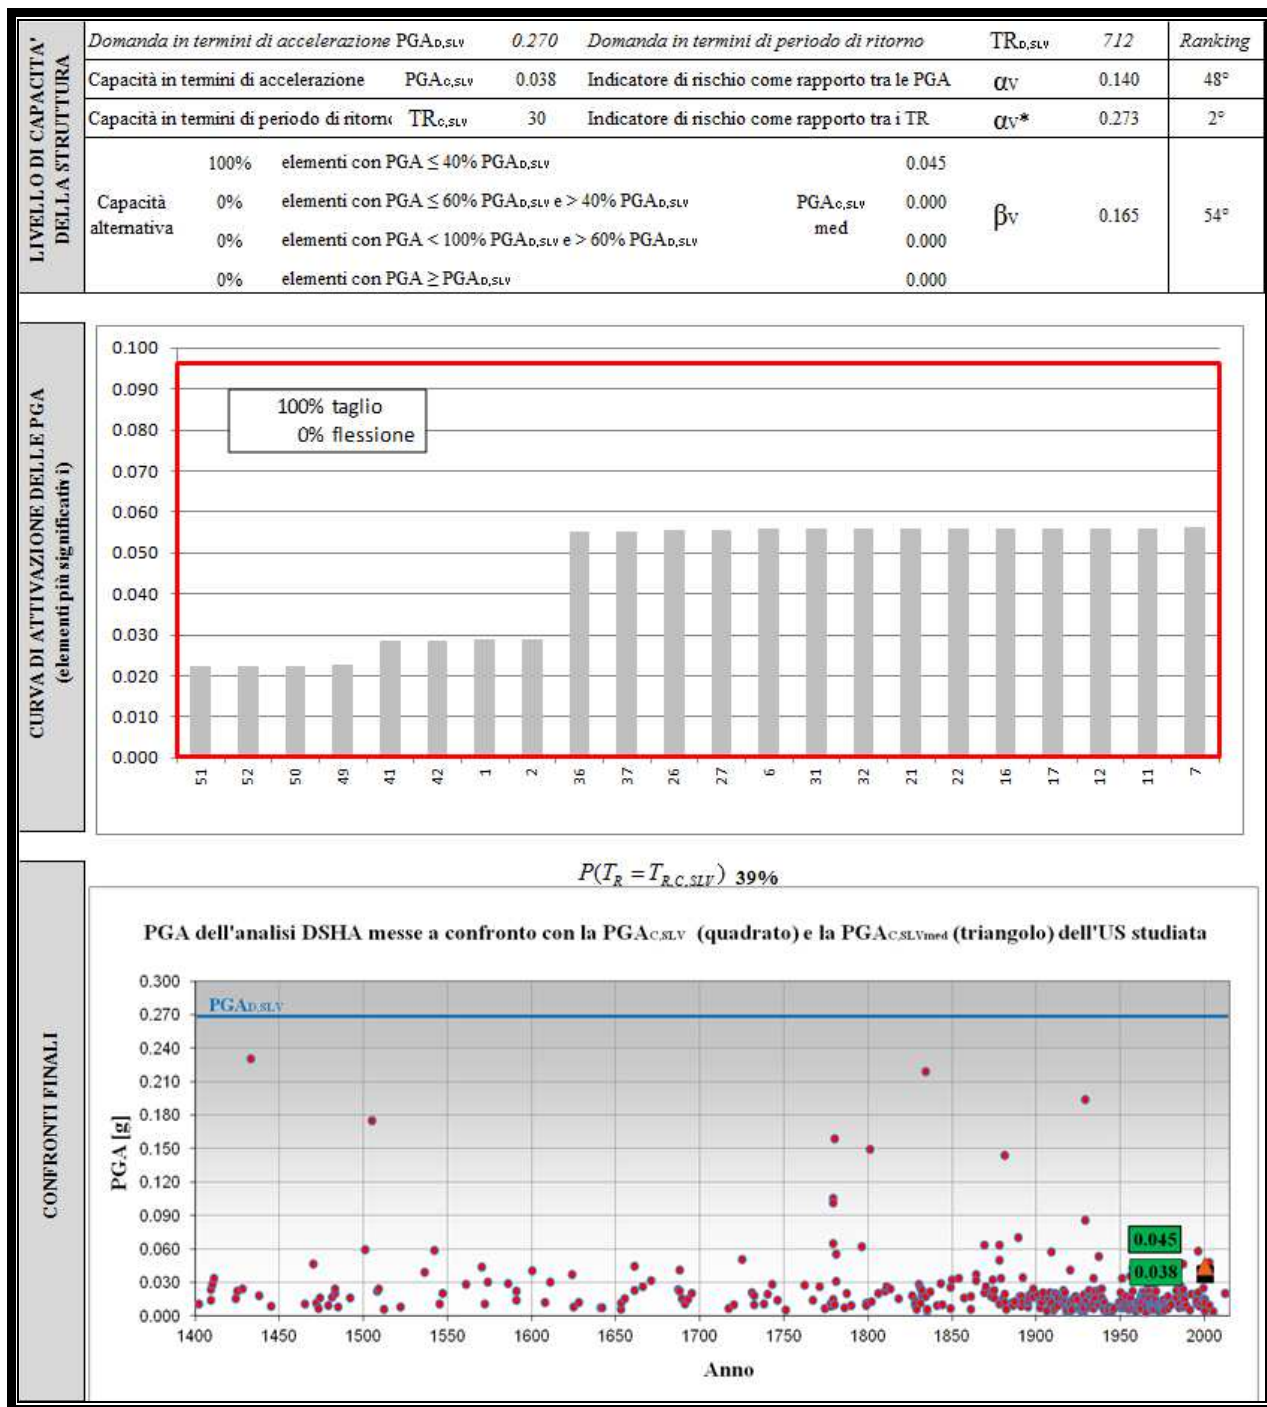 LIVELLO DI CAPACITA'
DELLA STRUTTURA
Domanda in termini di accelerazione PGAD,SLV 0.270 Domanda in termini di periodo di ritorno TRD,SLV 712 Ranking
Capacità in termini di accelerazione PGAC,SLV 0.038 Indicatore di rischio come rapporto tra le PGA αV 0.140 48°
Capacità in termini di periodo di ritorno TRC,SLV 30 Indicatore di rischio come rapporto tra i TR αV* 0.273 2°
Capacità
alternativa
100% elementi con PGA ≤ 40% PGAD,SLV 0.045
0% elementi con PGA ≤ 60% PGAD,SLV e > 40% PGAD,SLV 0.000
0% elementi con PGA < 100% PGAD,SLV e > 60% PGAD,SLV 0.000
0% elementi con PGA ≥ PGAD,SLV 0.000
PGAC,SLV
med
βV 0.165 54°
CURVA DI ATTIVAZIONE DELLE PGA
(elementi più significativi)
0.100
0.090
0.080
0.070
0.060
0.050
0.040
0.030
0.020
0.010
0.000
100% taglio
0% flessione
51 52 50 49 41 42 1 2 36 37 26 27 6 31 32 21 22 16 17 12 11 7
CONFRONTI FINALI
P(TR = TR,C,SLV) 39%
PGA dell'analisi DSHA messe a confronto con la PGAC,SLV (quadrato) e la PGAC,SLVmed (triangolo) dell'US studiata
PGA [g]
0.300
0.270
0.240
0.210
0.180
0.150
0.120
0.090
0.060
0.030
0.000
PGAD,SLV
0.045
0.038
1400 1450 1500 1550 1600 1650 1700 1750 1800 1850 1900 1950 2000
Anno